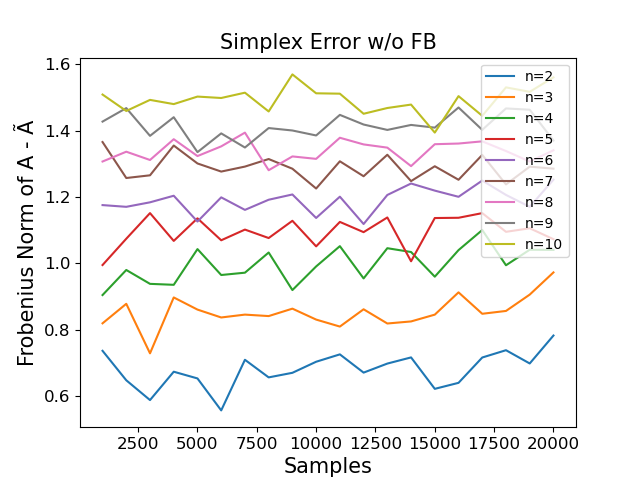 Simplex Error w/o FB
Frobenius Norm of A - Ã
1.6
1.4
1.2
1.0
0.8
0.6
n=2
n=3
n=4
n=5
n=6
n=7
n=8
n=9
n=10
2500 5000 7500 10000 12500 15000 17500 20000
Samples